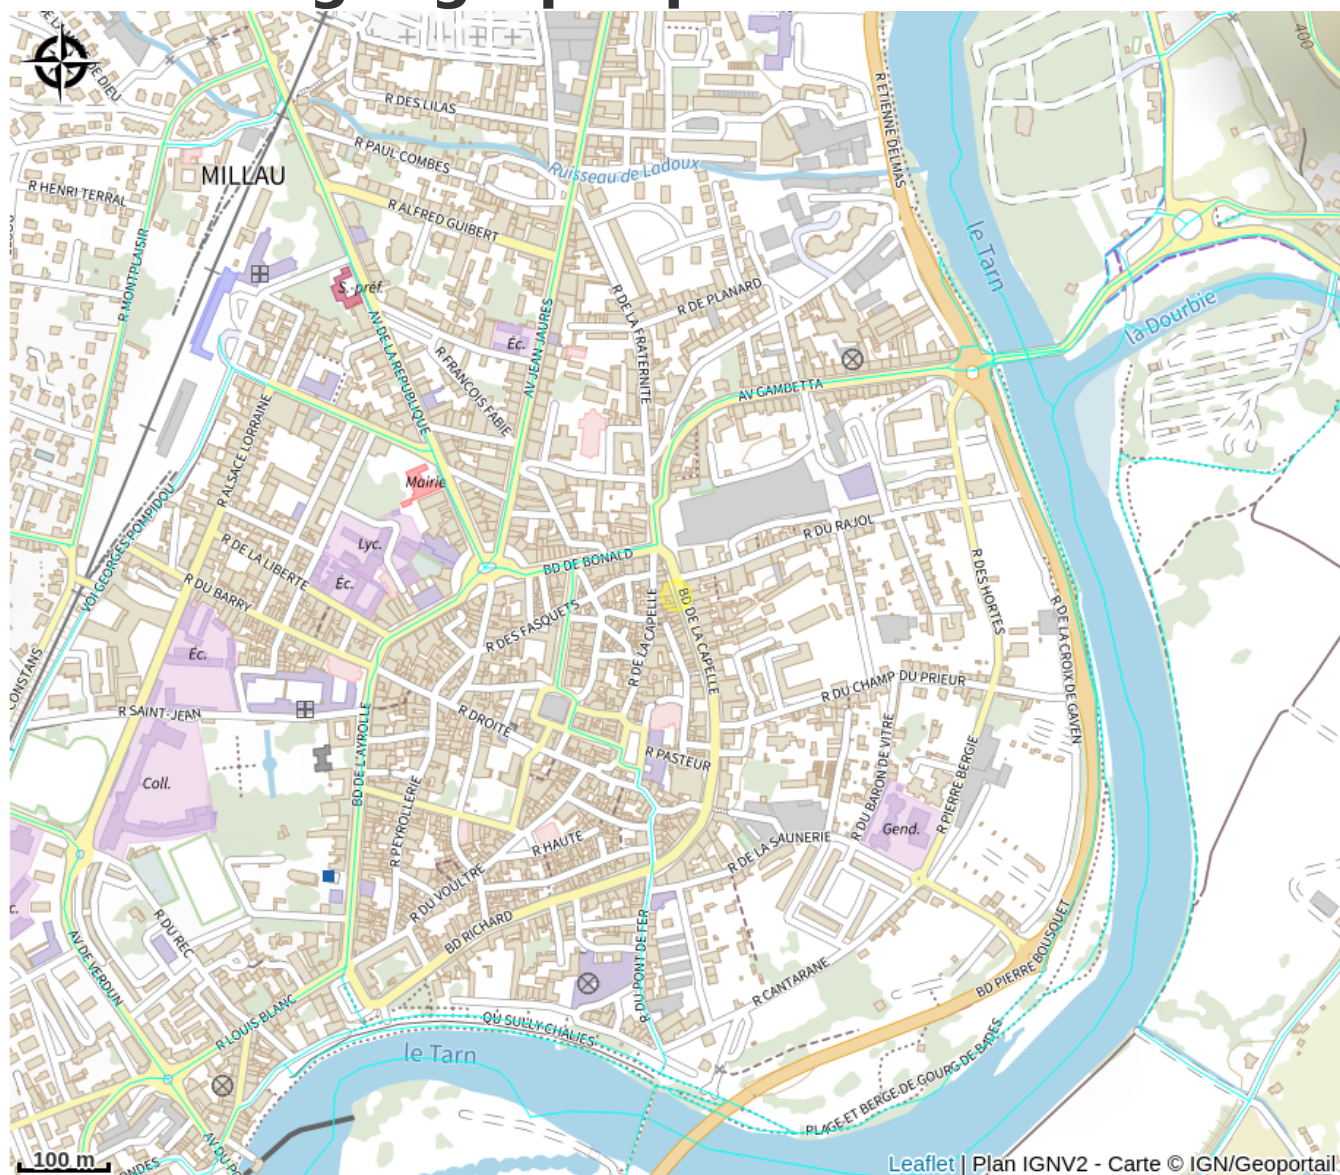 400
R DES LILAS
R PAUL COMBES
Ruisseau de Ladoux
R ETIENNE DELMAS
MILLAU
R HENRI TERRAL
R ALFRED GUIBERT
le Tarn
R MONTPLAISIR
S.-préf.
R DE PLANARD
R DE LA FRATERNITE
la Dourbie
AV DE LA REPUBLIQUE
Éc.
AV JEAN JAURES
R FRANCOIS FABIE
AV GAMBETTA
R ALSACE LORRAINE
Mairie
VOI GEORGES POMPIDOU
Lyc.
R DU RAJOL
R DE LA LIBERTE
BD DE BONALD
Éc.
R DU BARRY
R DES HORTES
R DES FASQUETS
R DE LA CAPELLE
BD DE LA CAPELLE
R DE LA CROIX DE GAVEN
Éc.
CONSTANS
R DU CHAMP DU PRIEUR
R SAINT-JEAN
R DROITE
BD DE L'AYROLLE
R PASTEUR
R DU BARON DE VITRE
R PIERRE BERGIE
Coll.
R PEYROLLERIE
Gend.
R HAUTE
R DE LA SAUNERIE
R DU VOULTRE
R DU REC
BD RICHARD
AV DE VERDUN
R DU PONT DE FER
R CANTARANE
BD PIERRE BOUSQUET
R LOUIS BLANC
QU SULLY-CHALIES
le Tarn
PLAGE ET BERGE DE GOURG DE BADES
100 m
Leaflet | Plan IGNV2 - Carte © IGN/Geoportail